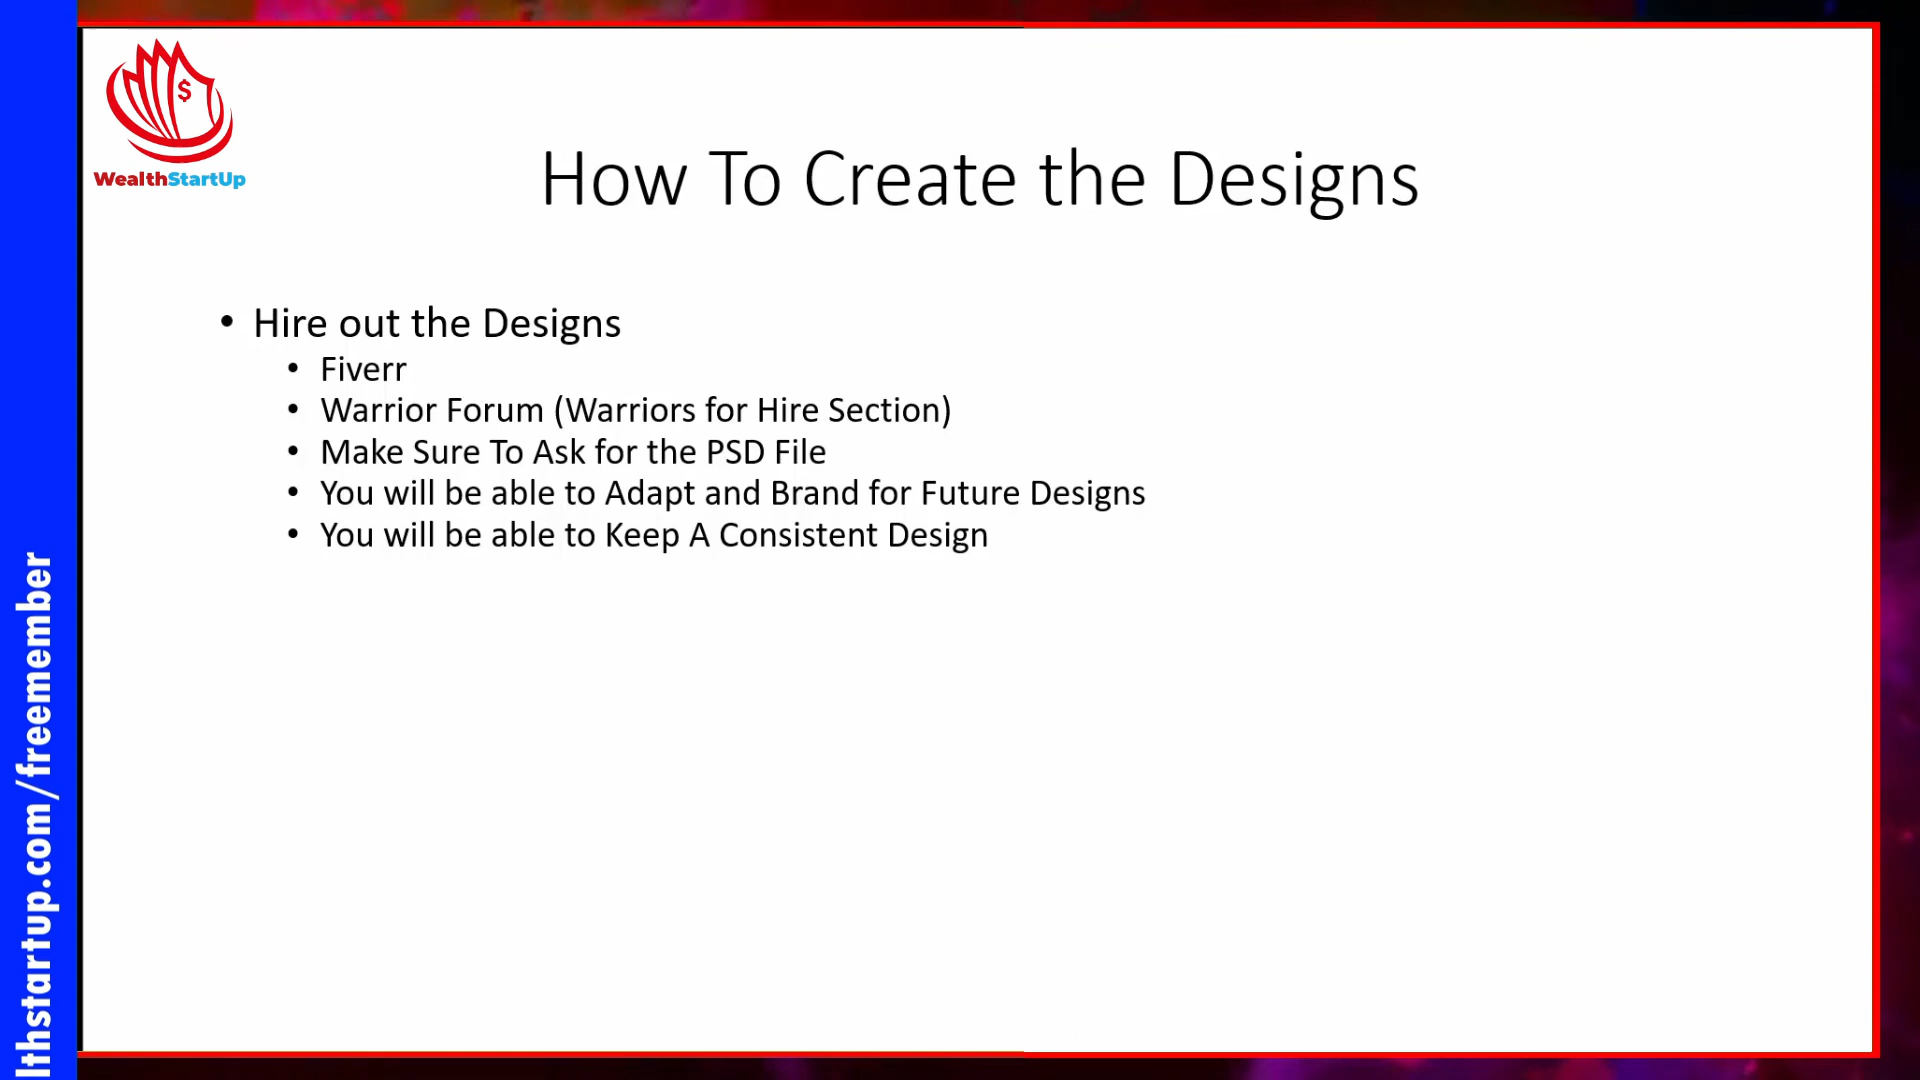 $
WealthStartUp
How To Create the Designs
• Hire out the Designs
• Fiverr
• Warrior Forum (Warriors for Hire Section)
• Make Sure To Ask for the PSD File
• You will be able to Adapt and Brand for Future Designs
• You will be able to Keep A Consistent Design
lthstartup.com/freemember